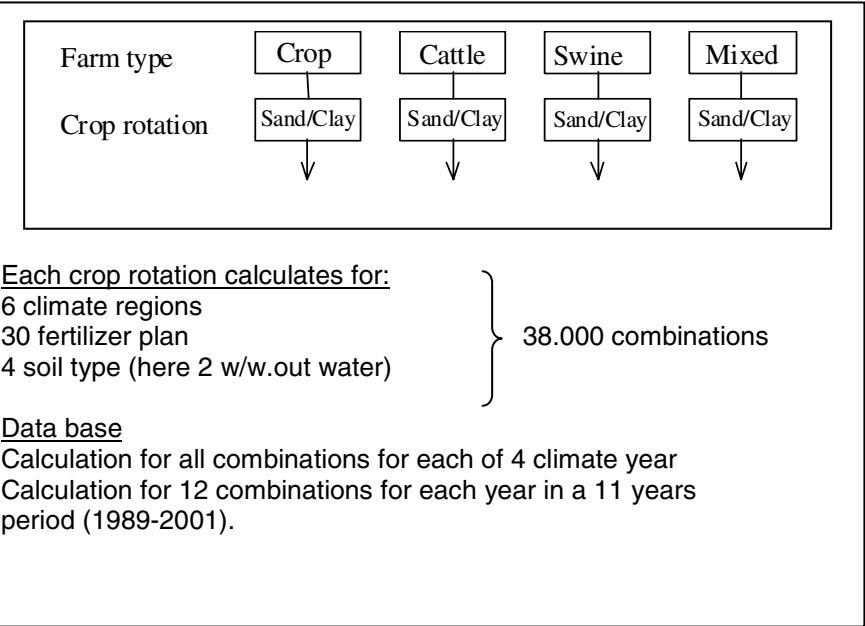 Farm type Crop Cattle Swine Mixed
Crop rotation Sand/Clay Sand/Clay Sand/Clay Sand/Clay
Each crop rotation calculates for:
6 climate regions
30 fertilizer plan 38.000 combinations
4 soil type (here 2 w/w.out water)
Data base
Calculation for all combinations for each of 4 climate year
Calculation for 12 combinations for each year in a 11 years
period (1989-2001).